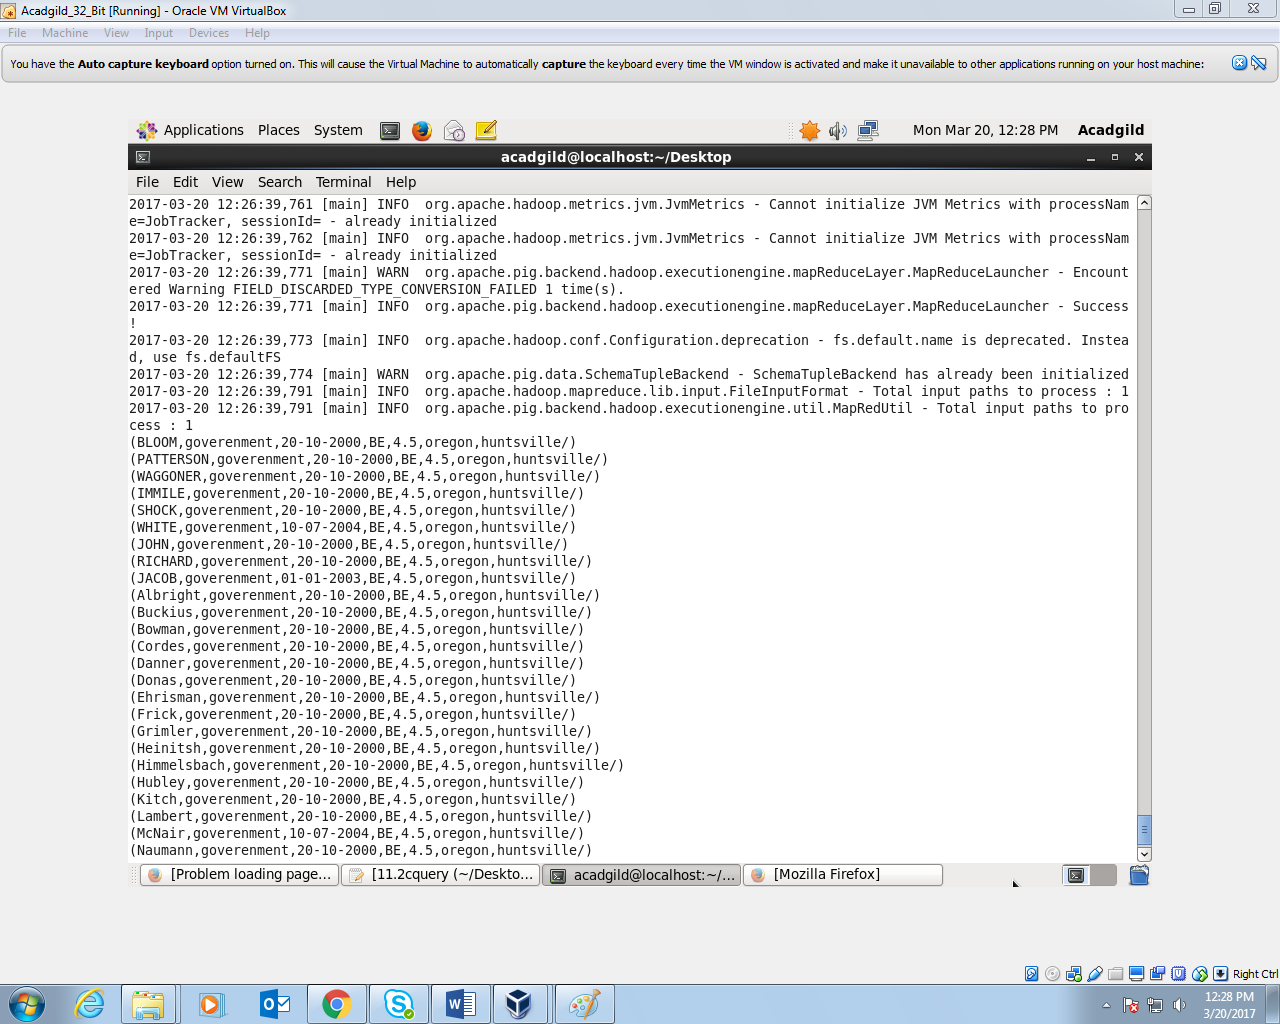 Acadgild_32_Bit [Running] - Oracle VM VirtualBox
File Machine View Input Devices Help
You have the Auto capture keyboard option turned on. This will cause the Virtual Machine to automatically capture the keyboard every time the VM window is activated and make it unavailable to other applications running on your host machine:
Applications Places System Mon Mar 20, 12:28 PM Acadgild
acadgild@localhost:~/Desktop
File Edit View Search Terminal Help
2017-03-20 12:26:39,761 [main] INFO  org.apache.hadoop.metrics.jvm.JvmMetrics - Cannot initialize JVM Metrics with processNam
e=JobTracker, sessionId= - already initialized
2017-03-20 12:26:39,762 [main] INFO  org.apache.hadoop.metrics.jvm.JvmMetrics - Cannot initialize JVM Metrics with processNam
e=JobTracker, sessionId= - already initialized
2017-03-20 12:26:39,771 [main] WARN  org.apache.pig.backend.hadoop.executionengine.mapReduceLayer.MapReduceLauncher - Encount
ered Warning FIELD_DISCARDED_TYPE_CONVERSION_FAILED 1 time(s).
2017-03-20 12:26:39,771 [main] INFO  org.apache.pig.backend.hadoop.executionengine.mapReduceLayer.MapReduceLauncher - Success
!
2017-03-20 12:26:39,773 [main] INFO  org.apache.hadoop.conf.Configuration.deprecation - fs.default.name is deprecated. Instea
d, use fs.defaultFS
2017-03-20 12:26:39,774 [main] WARN  org.apache.pig.data.SchemaTupleBackend - SchemaTupleBackend has already been initialized
2017-03-20 12:26:39,791 [main] INFO  org.apache.hadoop.mapreduce.lib.input.FileInputFormat - Total input paths to process : 1
2017-03-20 12:26:39,791 [main] INFO  org.apache.pig.backend.hadoop.executionengine.util.MapRedUtil - Total input paths to pro
cess : 1
(BLOOM,goverenment,20-10-2000,BE,4.5,oregon,huntsville/)
(PATTERSON,goverenment,20-10-2000,BE,4.5,oregon,huntsville/)
(WAGGONER,goverenment,20-10-2000,BE,4.5,oregon,huntsville/)
(IMMILE,goverenment,20-10-2000,BE,4.5,oregon,huntsville/)
(SHOCK,goverenment,20-10-2000,BE,4.5,oregon,huntsville/)
(WHITE,goverenment,10-07-2004,BE,4.5,oregon,huntsville/)
(JOHN,goverenment,20-10-2000,BE,4.5,oregon,huntsville/)
(RICHARD,goverenment,20-10-2000,BE,4.5,oregon,huntsville/)
(JACOB,goverenment,01-01-2003,BE,4.5,oregon,huntsville/)
(Albright,goverenment,20-10-2000,BE,4.5,oregon,huntsville/)
(Buckius,goverenment,20-10-2000,BE,4.5,oregon,huntsville/)
(Bowman,goverenment,20-10-2000,BE,4.5,oregon,huntsville/)
(Cordes,goverenment,20-10-2000,BE,4.5,oregon,huntsville/)
(Danner,goverenment,20-10-2000,BE,4.5,oregon,huntsville/)
(Donas,goverenment,20-10-2000,BE,4.5,oregon,huntsville/)
(Ehrisman,goverenment,20-10-2000,BE,4.5,oregon,huntsville/)
(Frick,goverenment,20-10-2000,BE,4.5,oregon,huntsville/)
(Grimler,goverenment,20-10-2000,BE,4.5,oregon,huntsville/)
(Heinitsh,goverenment,20-10-2000,BE,4.5,oregon,huntsville/)
(Himmelsbach,goverenment,20-10-2000,BE,4.5,oregon,huntsville/)
(Hubley,goverenment,20-10-2000,BE,4.5,oregon,huntsville/)
(Kitch,goverenment,20-10-2000,BE,4.5,oregon,huntsville/)
(Lambert,goverenment,20-10-2000,BE,4.5,oregon,huntsville/)
(McNair,goverenment,10-07-2004,BE,4.5,oregon,huntsville/)
(Naumann,goverenment,20-10-2000,BE,4.5,oregon,huntsville/)
[Problem loading page... [11.2cquery (~/Deskto... acadgild@localhost:~/... [Mozilla Firefox]
Right Ctrl
12:28 PM
3/20/2017